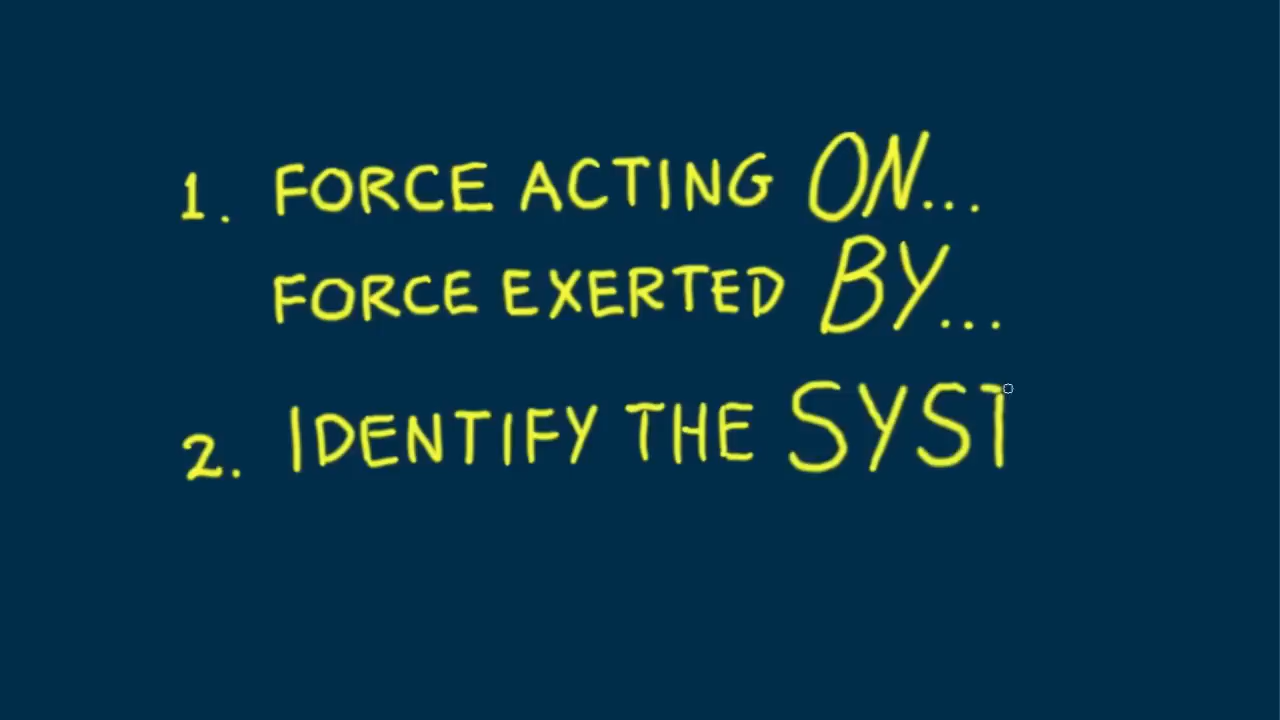 1. FORCE ACTING ON...
FORCE EXERTED BY...
2. IDENTIFY THE SYST